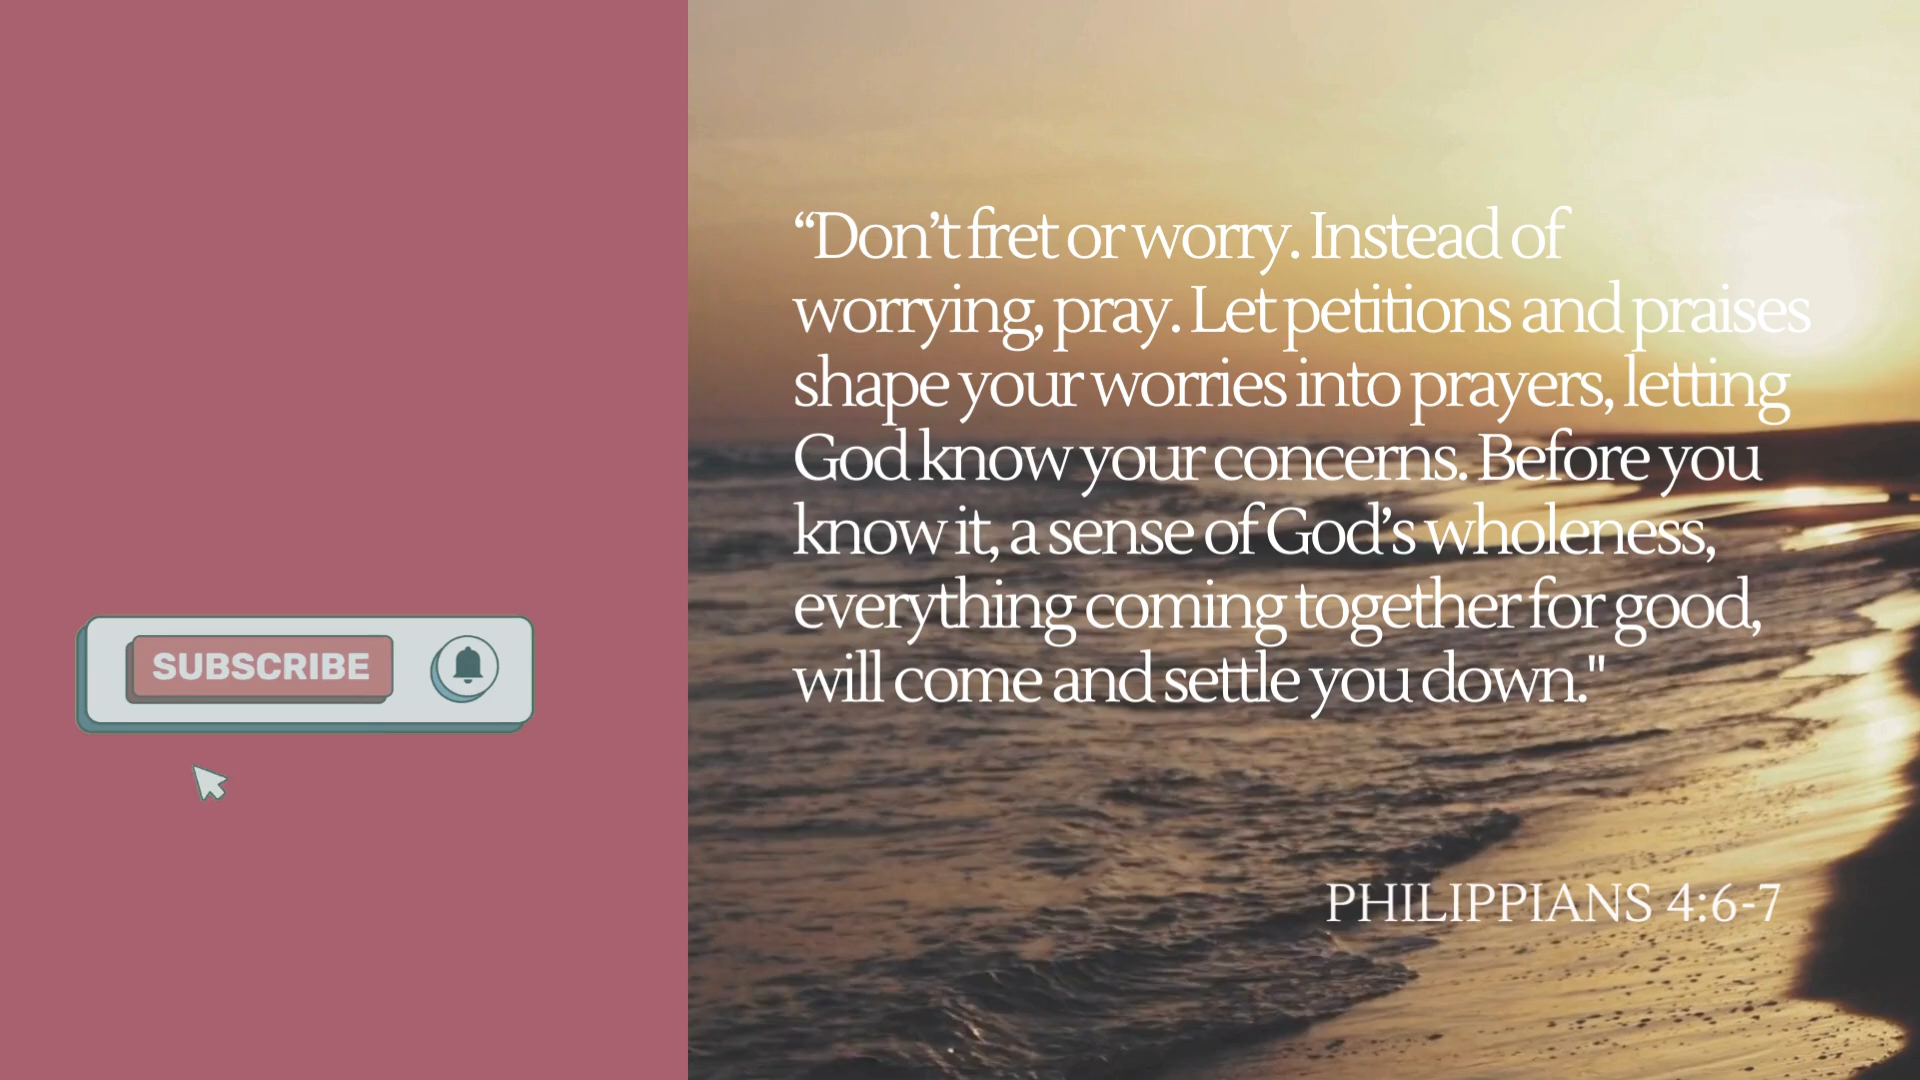 SUBSCRIBE
“Don’t fret or worry. Instead of
worrying, pray. Let petitions and praises
shape your worries into prayers, letting
God know your concerns. Before you
know it, a sense of God’s wholeness,
everything coming together for good,
will come and settle you down."
PHILIPPIANS 4:6-7